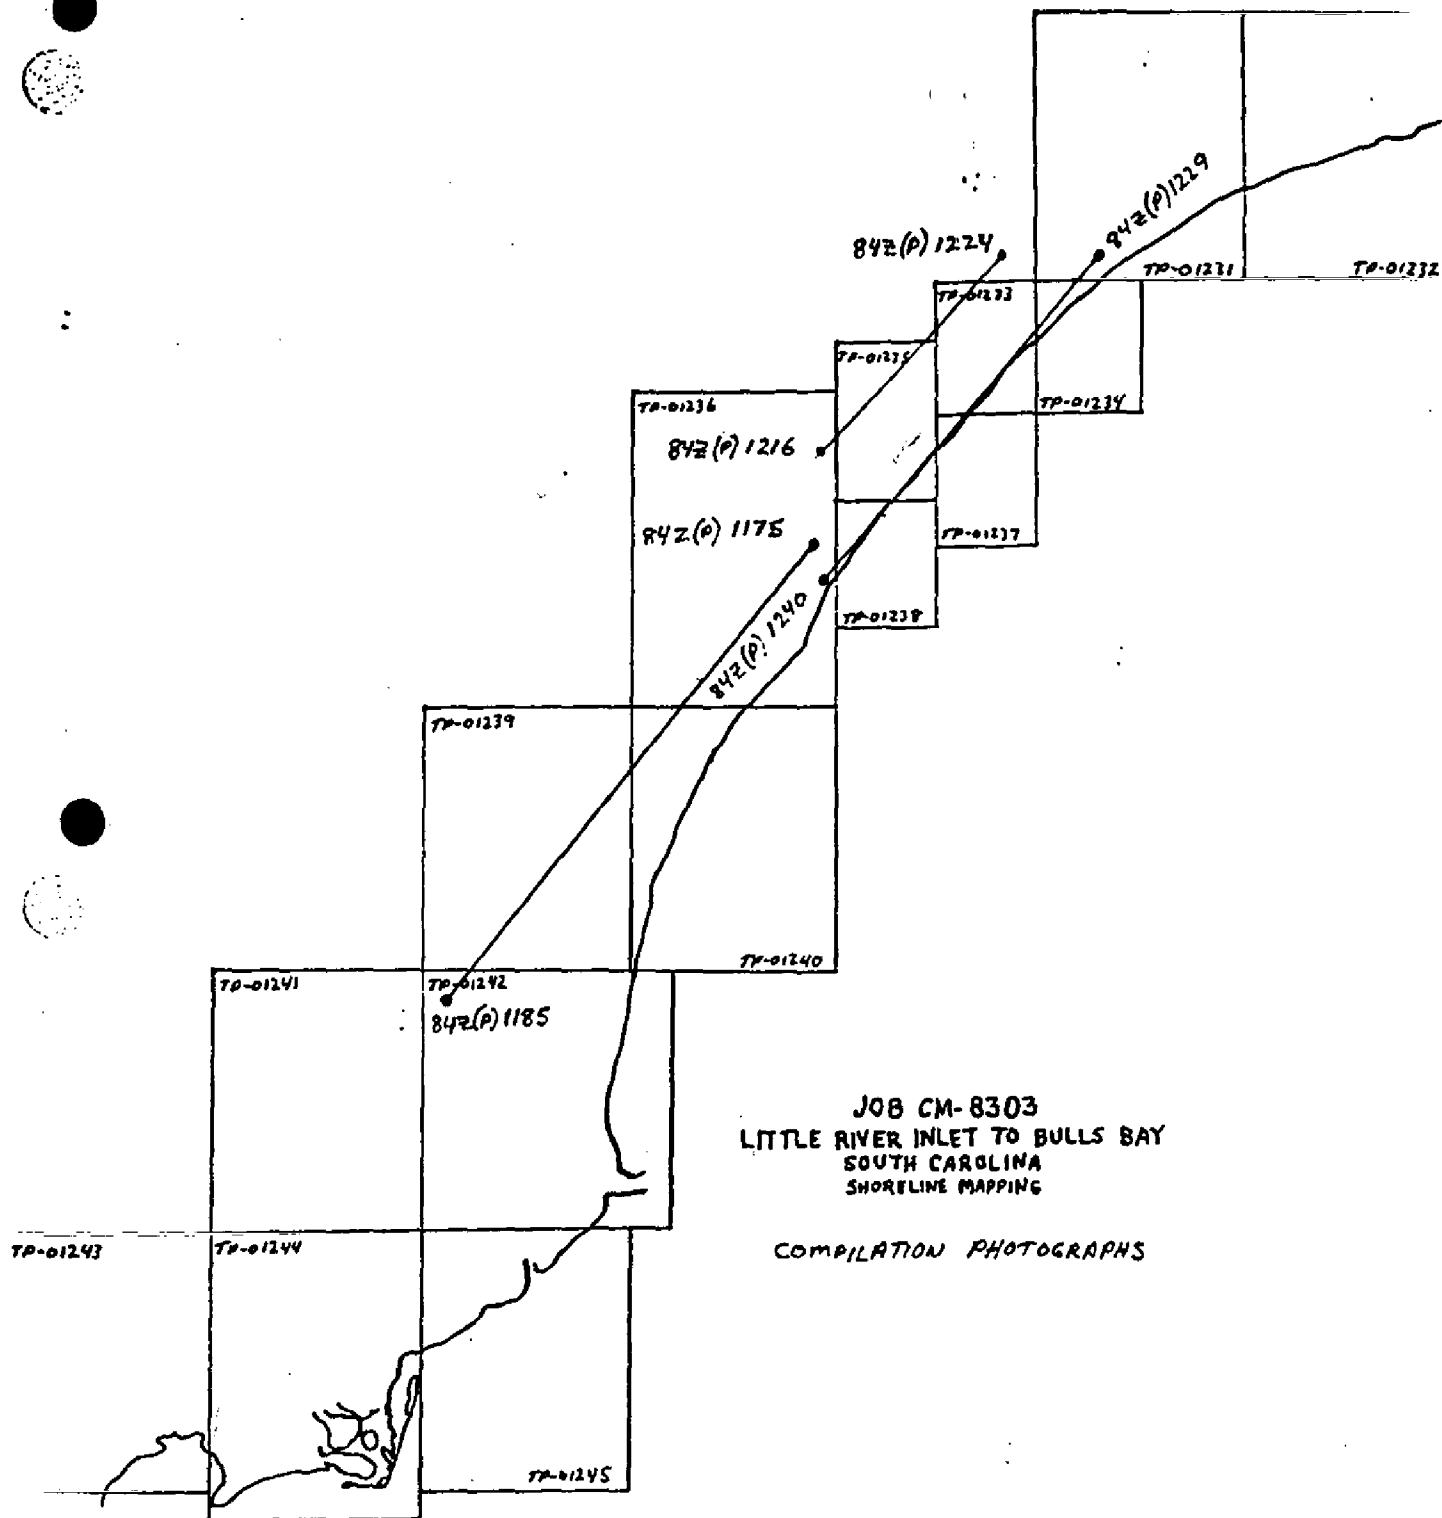 84Z(P) 1229
84Z(P) 1224
TP-01231
TP-01232
TP-01233
TP-01235
TP-01236
TP-01234
84Z(P) 1216
84Z(P) 1175
TP-01237
84Z(P) 1240
TP-01238
TP-01239
TP-01240
TP-01241
TP-01242
84Z(P) 1185
JOB CM-8303
LITTLE RIVER INLET TO BULLS BAY
SOUTH CAROLINA
SHORELINE MAPPING
TP-01243
TP-01244
COMPILATION PHOTOGRAPHS
TP-01245